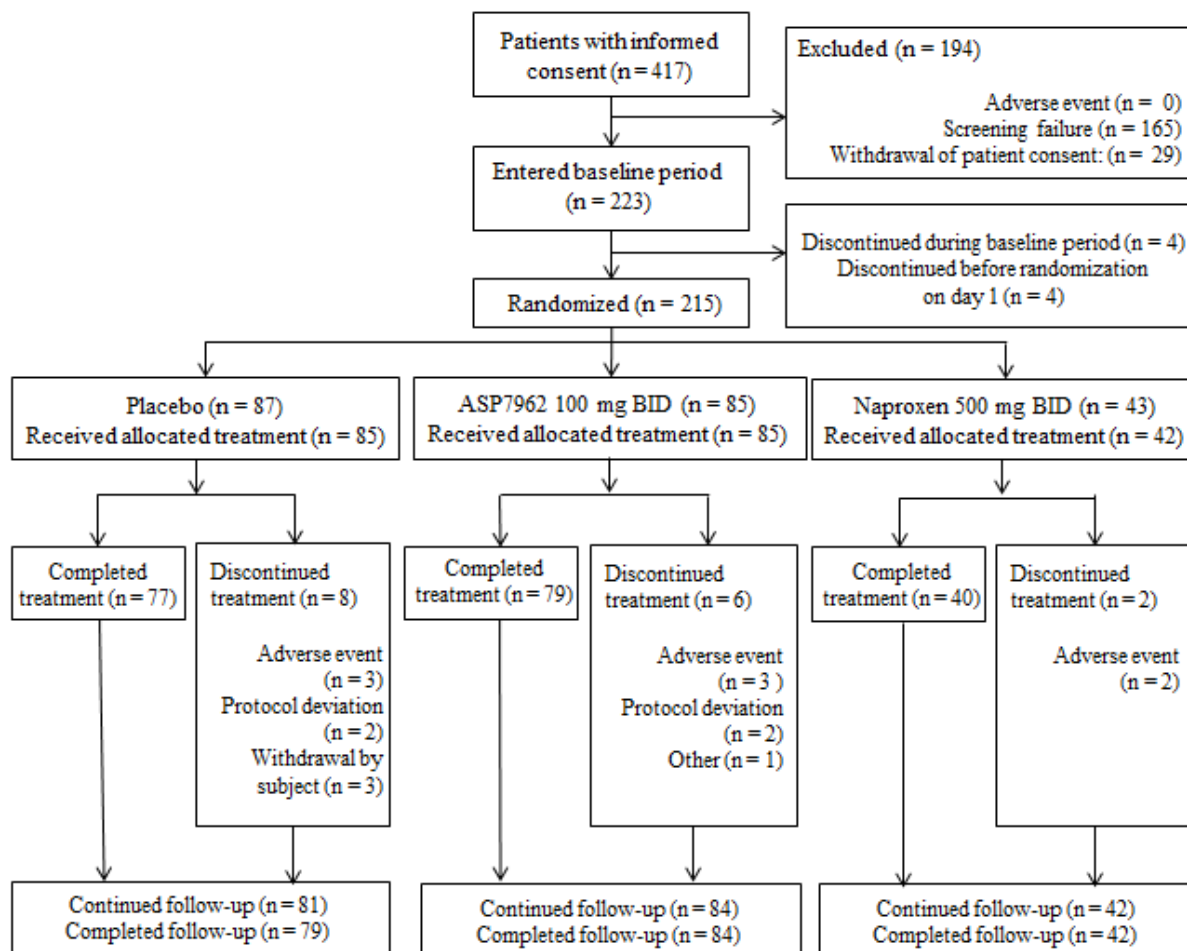 Patients with informed
consent (n = 417)
Excluded (n = 194)
Adverse event (n = 0)
Screening failure (n = 165)
Withdrawal of patient consent: (n = 29)
Entered baseline period
(n = 223)
Discontinued during baseline period (n = 4)
Discontinued before randomization
on day 1 (n = 4)
Randomized (n = 215)
Placebo (n = 87)
Received allocated treatment (n = 85)
ASP7962 100 mg BID (n = 85)
Received allocated treatment (n = 85)
Naproxen 500 mg BID (n = 43)
Received allocated treatment (n = 42)
Completed
treatment (n = 77)
Discontinued
treatment (n = 8)
Adverse event
(n = 3)
Protocol deviation
(n = 2)
Withdrawal by
subject (n = 3)
Completed
treatment (n = 79)
Discontinued
treatment (n = 6)
Adverse event
(n = 3 )
Protocol deviation
(n = 2)
Other (n = 1)
Completed
treatment (n = 40)
Discontinued
treatment (n = 2)
Adverse event
(n = 2)
Continued follow-up (n = 81)
Completed follow-up (n = 79)
Continued follow-up (n = 84)
Completed follow-up (n = 84)
Continued follow-up (n = 42)
Completed follow-up (n = 42)